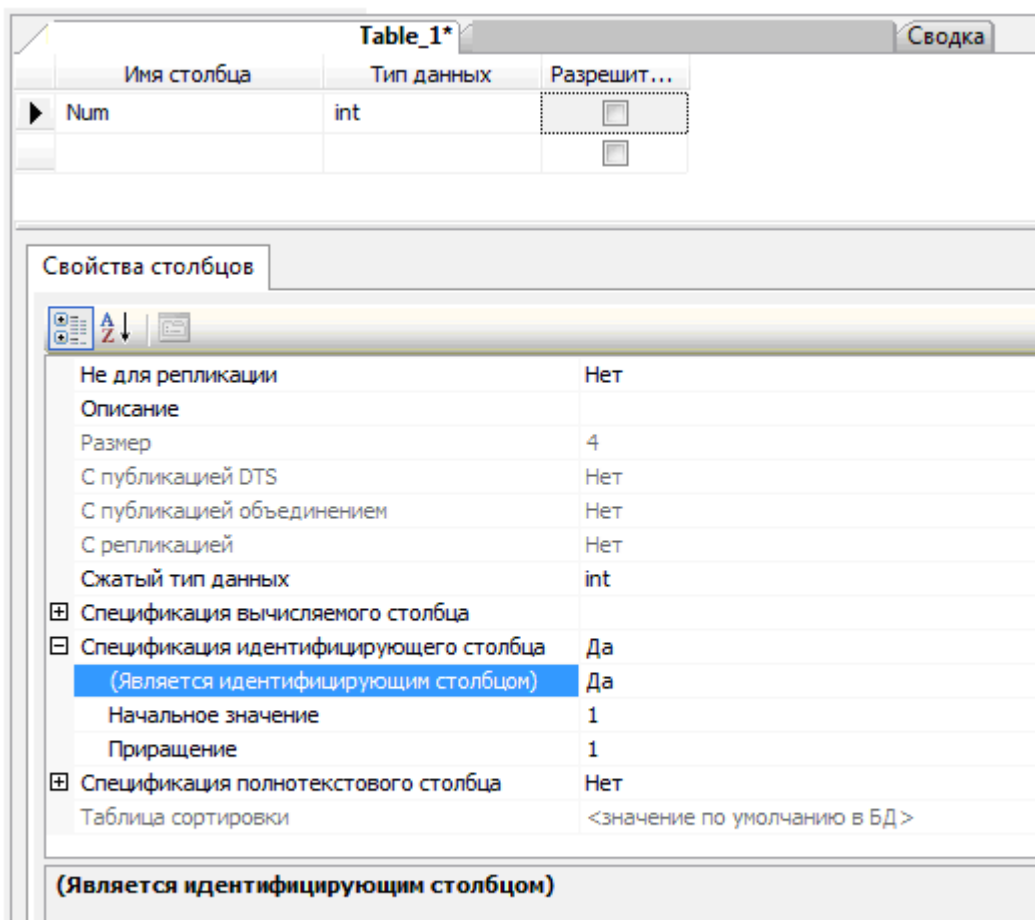 Table_1* Сводка
Имя столбца Тип данных Разрешит...
Num int
Свойства столбцов
Не для репликации Нет
Описание
Размер 4
С публикацией DTS Нет
С публикацией объединением Нет
С репликацией Нет
Сжатый тип данных int
Спецификация вычисляемого столбца
Спецификация идентифицирующего столбца Да
(Является идентифицирующим столбцом) Да
Начальное значение 1
Приращение 1
Спецификация полнотекстового столбца Нет
Таблица сортировки <значение по умолчанию в БД>
(Является идентифицирующим столбцом)